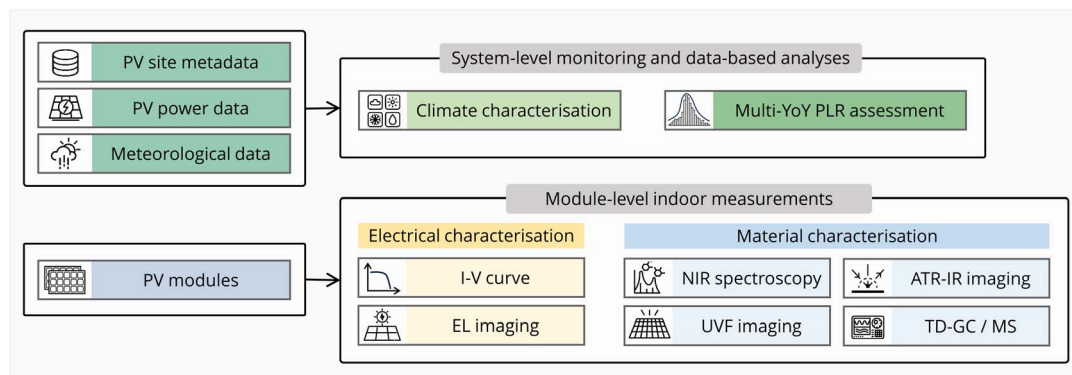 PV site metadata
PV power data
Meteorological data
System-level monitoring and data-based analyses
Climate characterisation
Multi-YoY PLR assessment
PV modules
Module-level indoor measurements
Electrical characterisation
I-V curve
EL imaging
Material characterisation
NIR spectroscopy
ATR-IR imaging
UVF imaging
TD-GC / MS